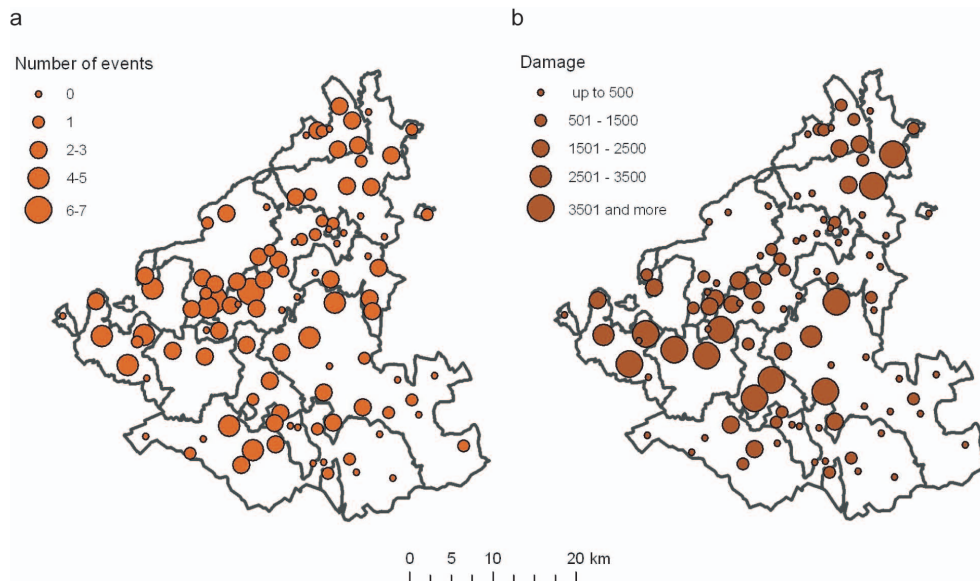 a
Number of events
0
1
2-3
4-5
6-7
b
Damage
up to 500
501 - 1500
1501 - 2500
2501 - 3500
3501 and more
0 5 10 20 km